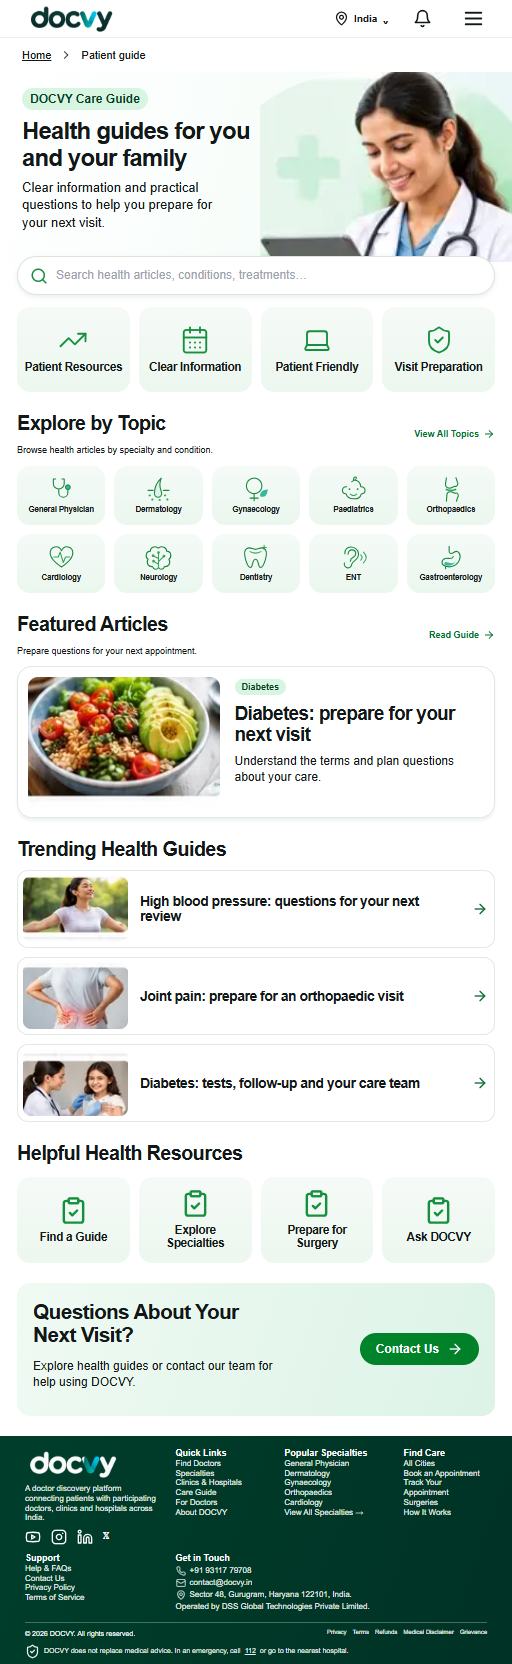 docvy
India
Home > Patient guide
DOCVY Care Guide
Health guides for you
and your family
Clear information and practical
questions to help you prepare for
your next visit.
Search health articles, conditions, treatments...
Patient Resources
Clear Information
Patient Friendly
Visit Preparation
Explore by Topic
View All Topics →
Browse health articles by specialty and condition.
General Physician
Dermatology
Gynaecology
Paediatrics
Orthopaedics
Cardiology
Neurology
Dentistry
ENT
Gastroenterology
Featured Articles
Read Guide →
Prepare questions for your next appointment.
Diabetes
Diabetes: prepare for your
next visit
Understand the terms and plan questions
about your care.
Trending Health Guides
High blood pressure: questions for your next
review
Joint pain: prepare for an orthopaedic visit
Diabetes: tests, follow-up and your care team
Helpful Health Resources
Find a Guide
Explore
Specialties
Prepare for
Surgery
Ask DOCVY
Questions About Your
Next Visit?
Explore health guides or contact our team for
help using DOCVY.
Contact Us →
docvy
A doctor discovery platform
connecting patients with participating
doctors, clinics and hospitals across
India.
Quick Links
Find Doctors
Specialties
Clinics & Hospitals
Care Guide
For Doctors
About DOCVY
Popular Specialties
General Physician
Dermatology
Gynaecology
Orthopaedics
Cardiology
View All Specialties →
Find Care
All Cities
Book an Appointment
Track Your
Appointment
Surgeries
How It Works
in
X
Support
Help & FAQs
Contact Us
Privacy Policy
Terms of Service
Get in Touch
+91 93117 79708
contact@docvy.in
Sector 48, Gurugram, Haryana 122101, India.
Operated by DSS Global Technologies Private Limited.
© 2026 DOCVY. All rights reserved.
Privacy Terms Refunds Medical Disclaimer Grievance
DOCVY does not replace medical advice. In an emergency, call 112 or go to the nearest hospital.